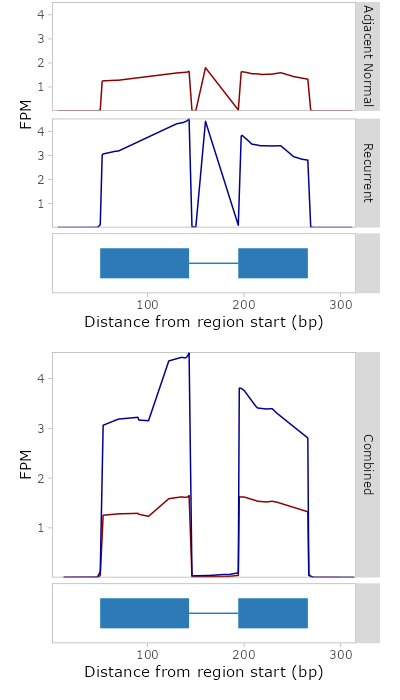 4
3
2
1
Adjacent Normal
FPM
4
3
2
1
Recurrent
100
200
300
Distance from region start (bp)
4
3
2
1
FPM
Combined
100
200
300
Distance from region start (bp)